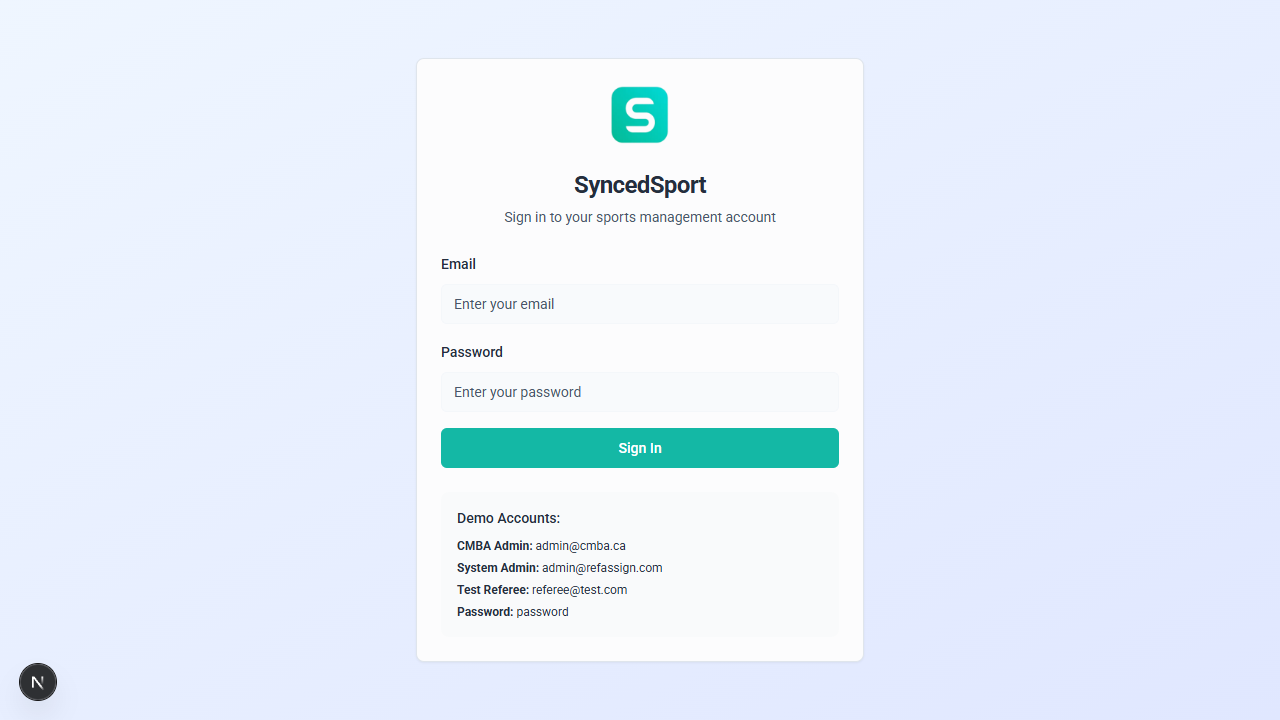 S
SyncedSport
Sign in to your sports management account
Email
Enter your email
Password
Enter your password
Sign In
Demo Accounts:
CMBA Admin: admin@cmba.ca
System Admin: admin@refassign.com
Test Referee: referee@test.com
Password: password
N